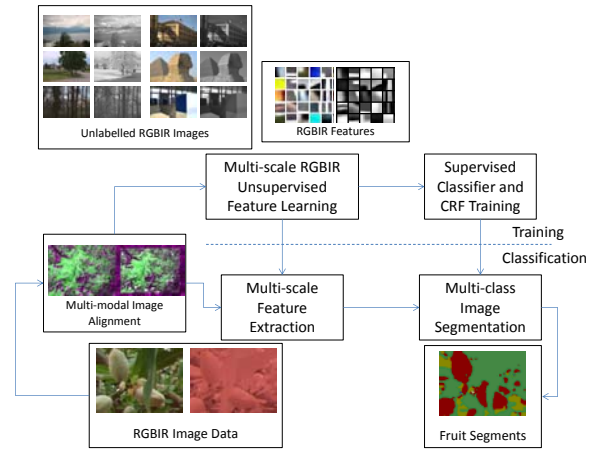 Unlabelled RGBIR Images
RGBIR Features
Multi-scale RGBIR
Unsupervised
Feature Learning
Supervised
Classifier and
CRF Training
Training
Classification
Multi-modal Image
Alignment
Multi-scale
Feature
Extraction
Multi-class
Image
Segmentation
RGBIR Image Data
Fruit Segments